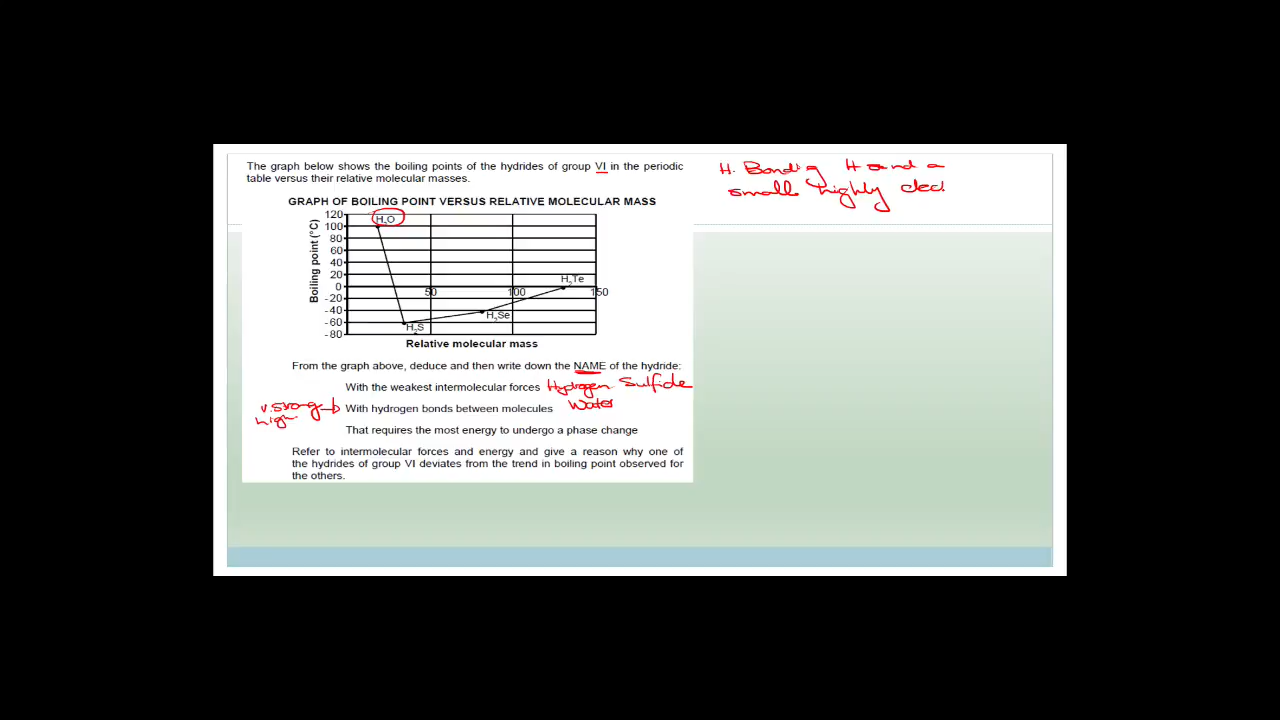 The graph below shows the boiling points of the hydrides of group VI in the periodic
table versus their relative molecular masses.
GRAPH OF BOILING POINT VERSUS RELATIVE MOLECULAR MASS
Boiling point (°C)
120
100
80
60
40
20
0
-20
-40
-60
-80
50
100
150
H2O
H2S
H2Se
H2Te
Relative molecular mass
From the graph above, deduce and then write down the NAME of the hydride:
With the weakest intermolecular forces Hydrogen Sulfide
v.strong high With hydrogen bonds between molecules Water
That requires the most energy to undergo a phase change
Refer to intermolecular forces and energy and give a reason why one of
the hydrides of group VI deviates from the trend in boiling point observed for
the others.
H. Bonding H and a
small highly elec.